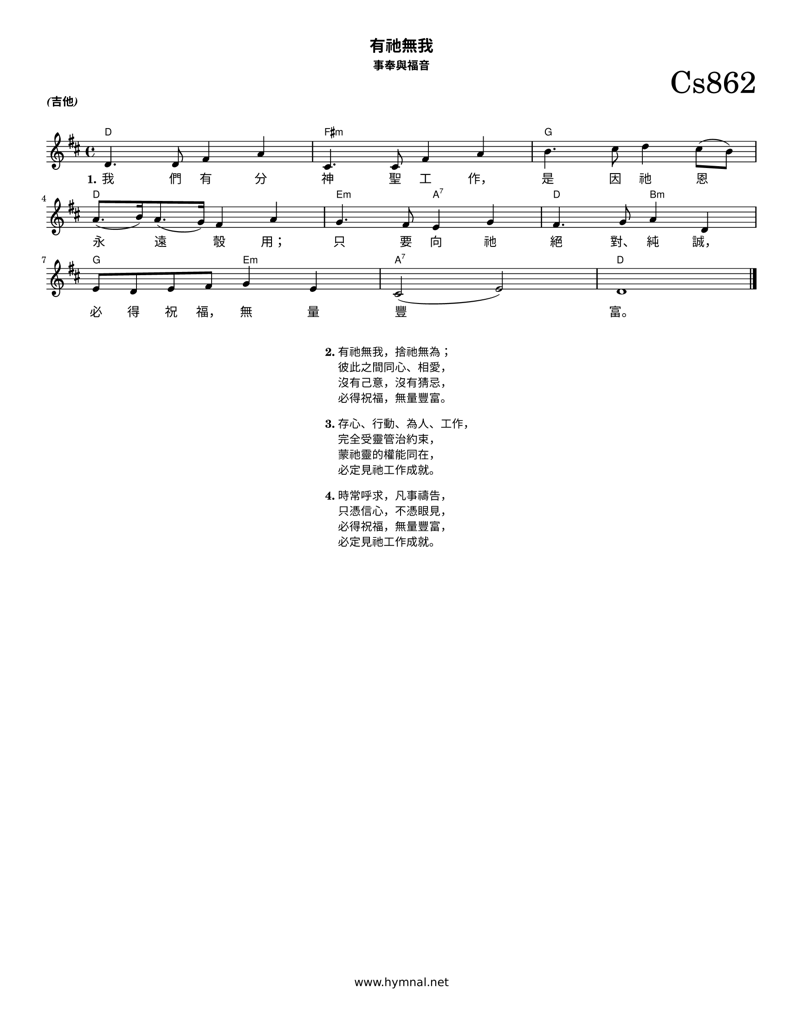 有祂無我
事奉與福音
Cs862
(吉他)
D F♯m G
1. 我 們 有 分 神 聖 工 作， 是 因 祂 恩
4 D Em A7 D Bm
永 遠 彀 用； 只 要 向 祂 絕 對、 純 誠，
7 G Em A7 D
必 得 祝 福， 無 量 豐 富。
2. 有祂無我，捨祂無為；
彼此之間同心、相愛，
沒有己意，沒有猜忌，
必得祝福，無量豐富。
3. 存心、行動、為人、工作，
完全受靈管治約束，
蒙祂靈的權能同在，
必定見祂工作成就。
4. 時常呼求，凡事禱告，
只憑信心，不憑眼見，
必得祝福，無量豐富，
必定見祂工作成就。
www.hymnal.net